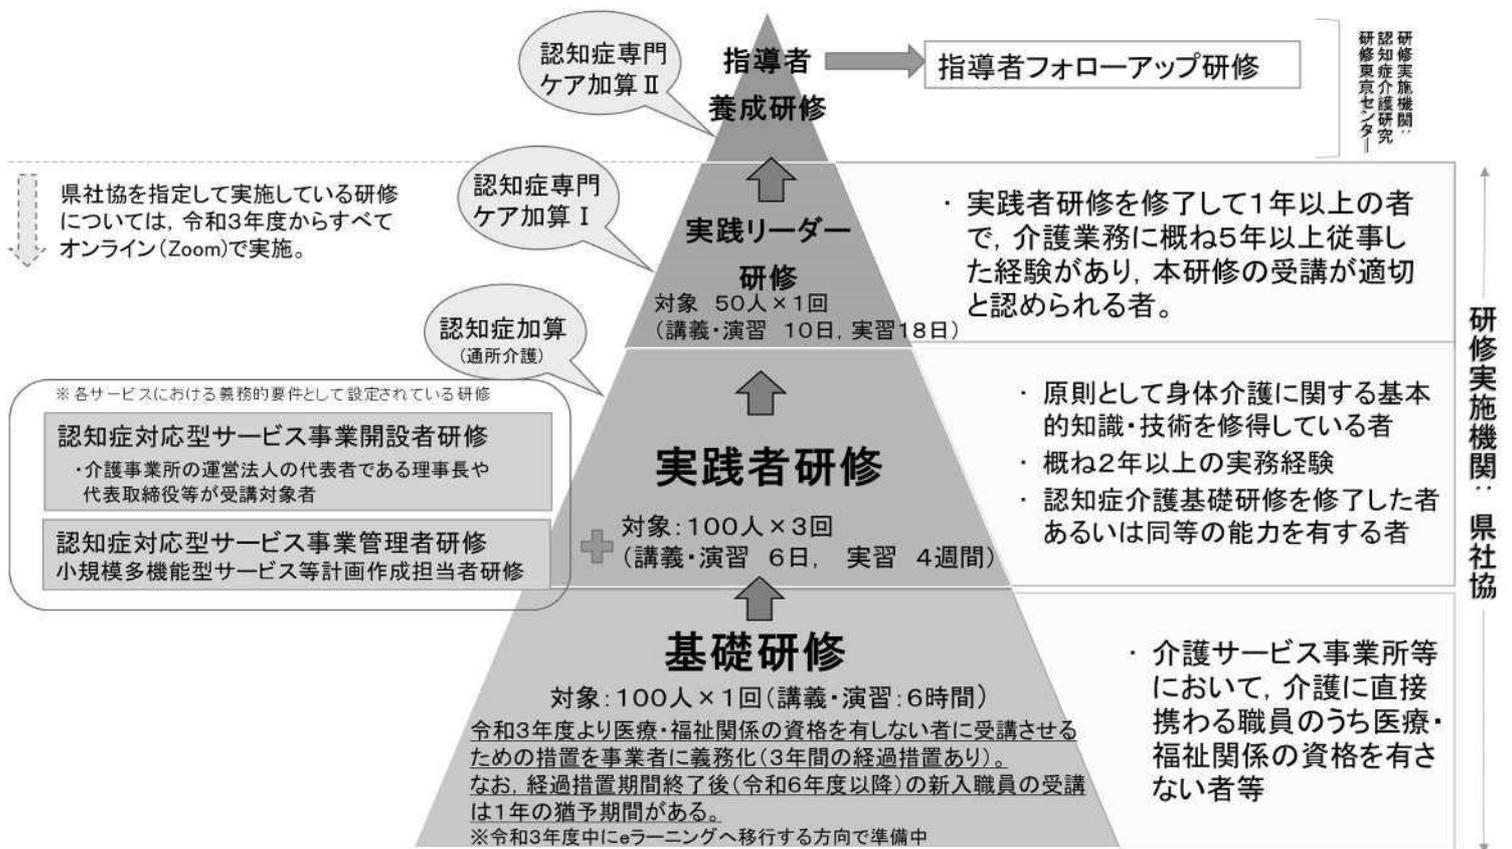 認知症専門
ケア加算Ⅱ
指導者
養成研修
指導者フォローアップ研修
研修実施機関：
認知症介護研究
研修東京センター
県社協を指定して実施している研修
については，令和3年度からすべて
オンライン（Zoom）で実施。
認知症専門
ケア加算Ⅰ
実践リーダー
研修
対象　50人×1回
（講義・演習　10日，実習18日）
・実践者研修を修了して1年以上の者
で，介護業務に概ね5年以上従事し
た経験があり，本研修の受講が適切
と認められる者。
認知症加算
（通所介護）
※各サービスにおける義務的要件として設定されている研修
認知症対応型サービス事業開設者研修
・介護事業所の運営法人の代表者である理事長や
代表取締役等が受講対象者
認知症対応型サービス事業管理者研修
小規模多機能型サービス等計画作成担当者研修
実践者研修
対象：100人×3回
（講義・演習　6日，　実習　4週間）
・原則として身体介護に関する基本
的知識・技術を修得している者
・概ね2年以上の実務経験
・認知症介護基礎研修を修了した者
あるいは同等の能力を有する者
研修実施機関：県社協
基礎研修
対象：100人×1回（講義・演習：6時間）
令和3年度より医療・福祉関係の資格を有しない者に受講させる
ための措置を事業者に義務化（3年間の経過措置あり）。
なお，経過措置期間終了後（令和6年度以降）の新入職員の受講
は1年の猶予期間がある。
※令和3年度中にeラーニングへ移行する方向で準備中
・介護サービス事業所等
において，介護に直接
携わる職員のうち医療・
福祉関係の資格を有さ
ない者等